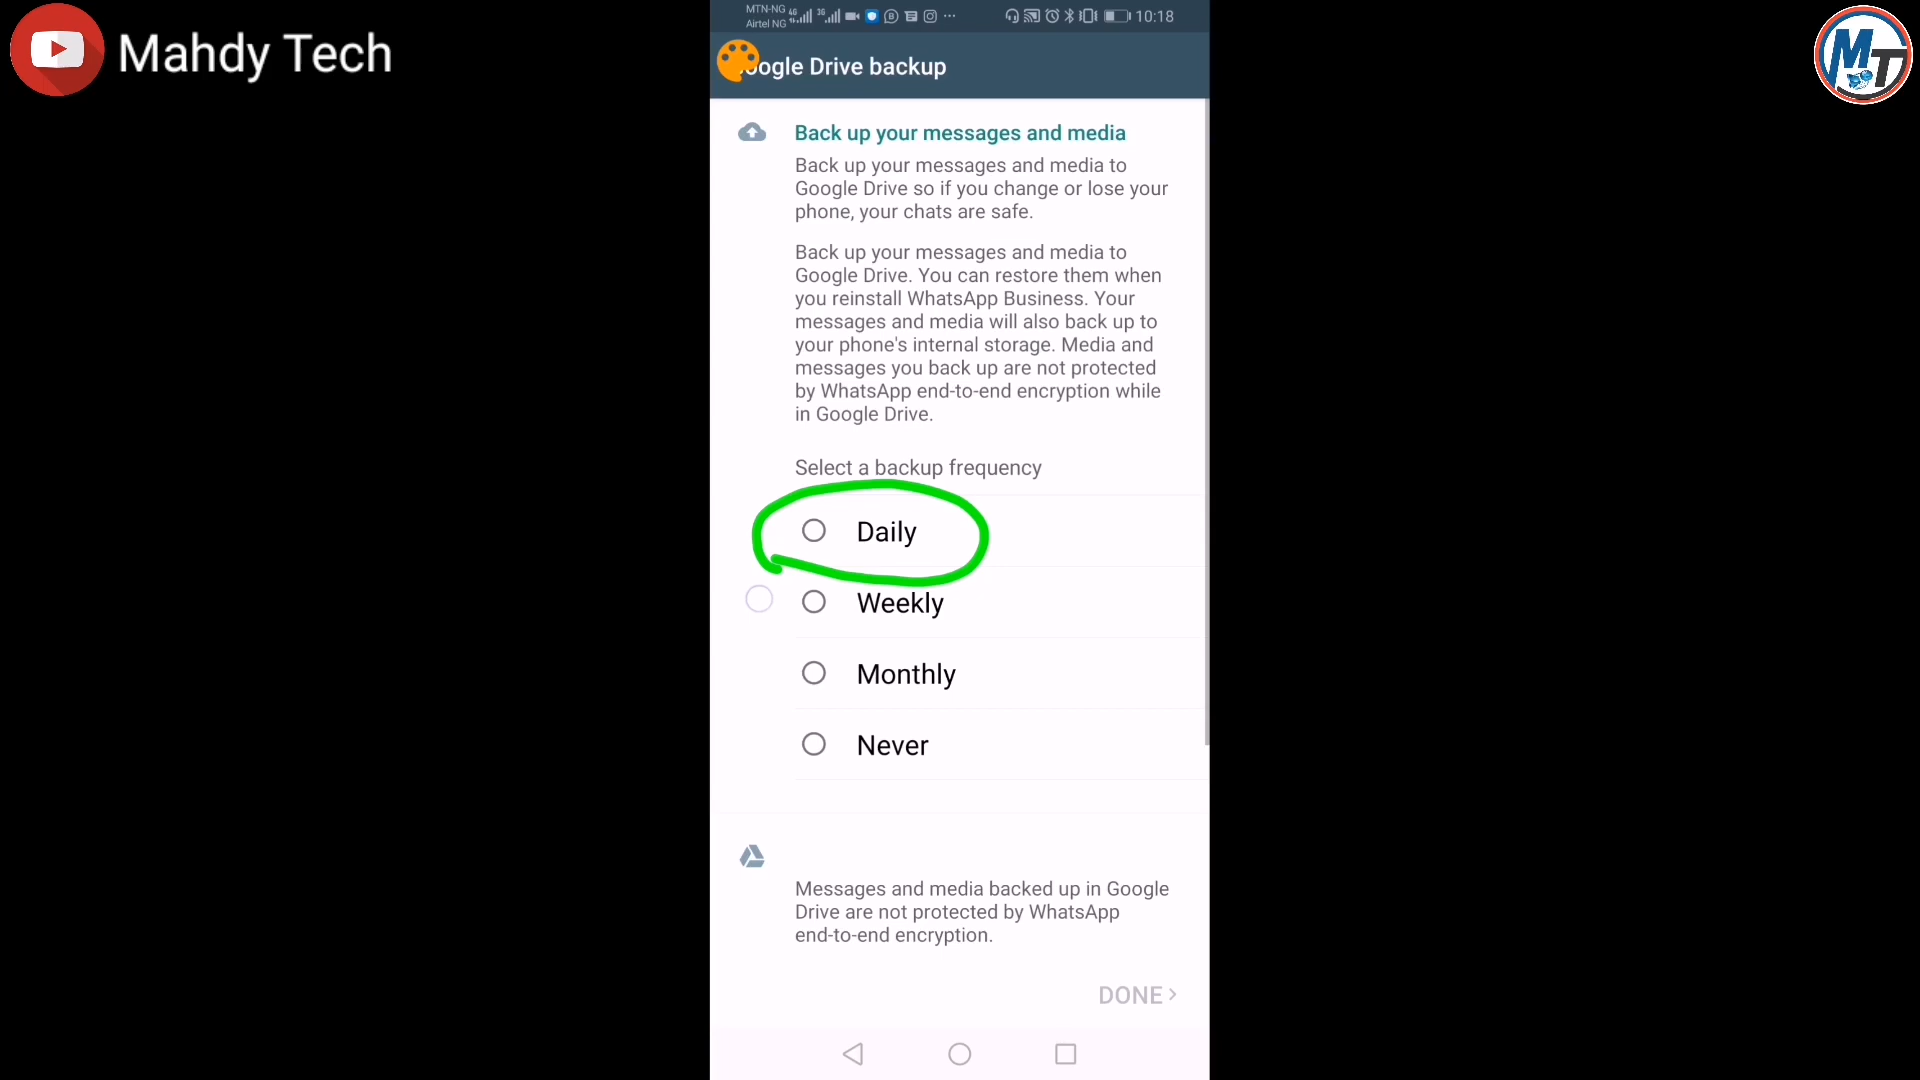 Mahdy Tech
MTN-NG 4G 3G 10:18
Airtel NG
oogle Drive backup
MT
Back up your messages and media
Back up your messages and media to
Google Drive so if you change or lose your
phone, your chats are safe.
Back up your messages and media to
Google Drive. You can restore them when
you reinstall WhatsApp Business. Your
messages and media will also back up to
your phone's internal storage. Media and
messages you back up are not protected
by WhatsApp end-to-end encryption while
in Google Drive.
Select a backup frequency
Daily
Weekly
Monthly
Never
Messages and media backed up in Google
Drive are not protected by WhatsApp
end-to-end encryption.
DONE